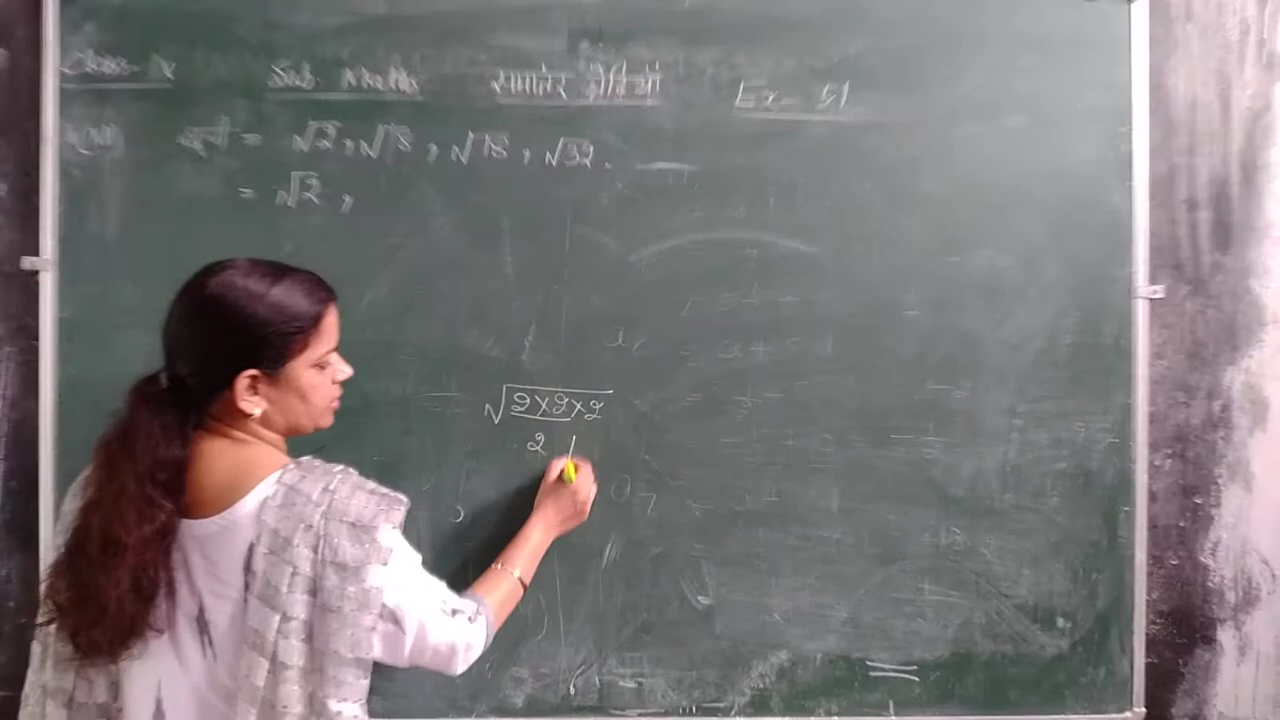 Class- X Sub- Maths समांतर श्रेढियाँ Ex- 5.1
सूची = √2, √8, √18, √32. —
= √2,
√2×2×2
2